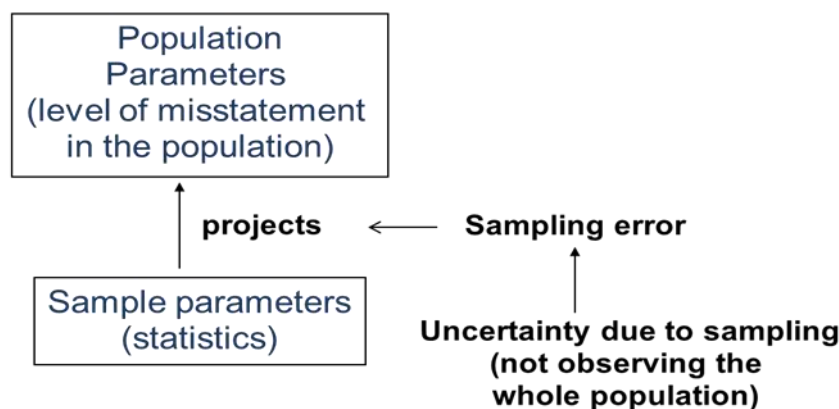 Population
Parameters
(level of misstatement
in the population)
projects
Sampling error
Sample parameters
(statistics)
Uncertainty due to sampling
(not observing the
whole population)